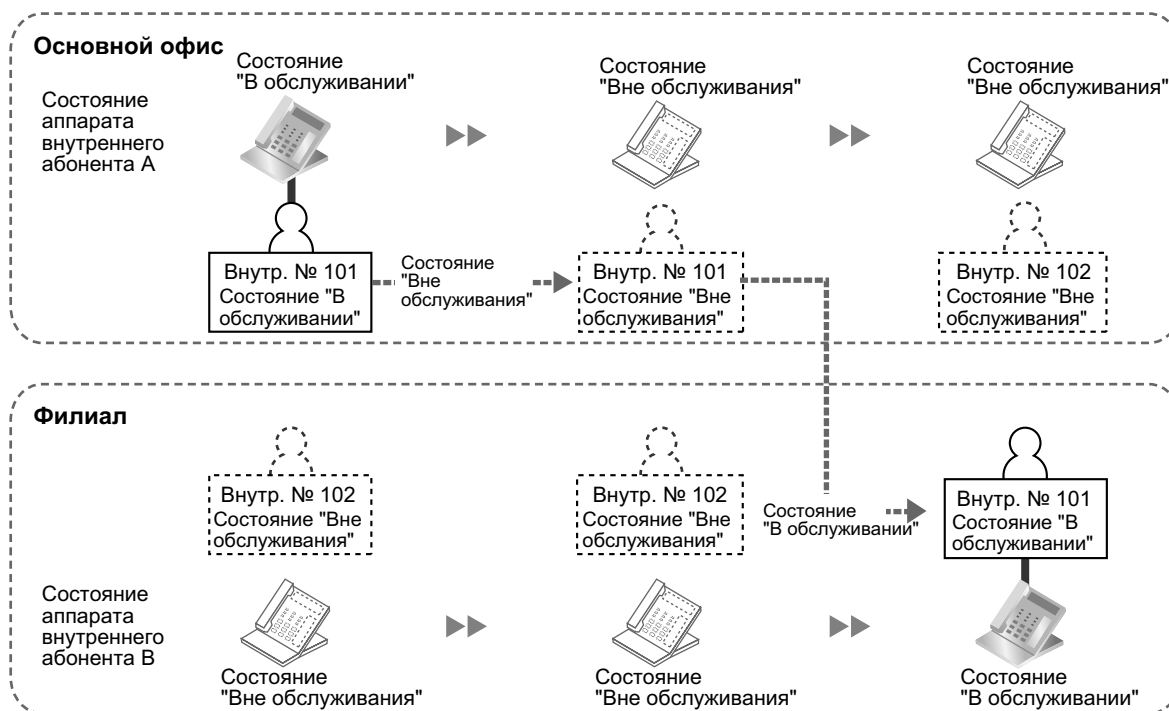 Основной офис
Состояние
"В обслуживании"
Состояние
"Вне обслуживания"
Состояние
"Вне обслуживания"
Состояние
аппарата
внутреннего
абонента A
Внутр. № 101
Состояние "В
обслуживании"
Состояние
"Вне
обслуживания"
Внутр. № 101
Состояние "Вне
обслуживания"
Внутр. № 102
Состояние "Вне
обслуживания"
Филиал
Внутр. № 102
Состояние "Вне
обслуживания"
Внутр. № 102
Состояние "Вне
обслуживания"
Состояние
"В обслуживании"
Внутр. № 101
Состояние "В
обслуживании"
Состояние
аппарата
внутреннего
абонента B
Состояние
"Вне обслуживания"
Состояние
"Вне обслуживания"
Состояние
"В обслуживании"